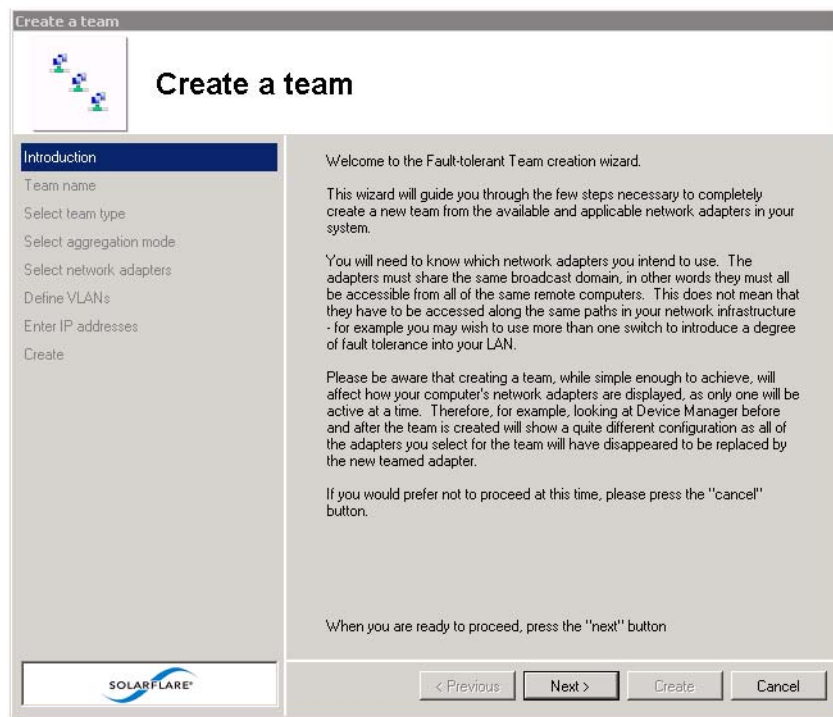 Create a team
Create a team
Introduction
Team name
Select team type
Select aggregation mode
Select network adapters
Define VLANs
Enter IP addresses
Create
Welcome to the Fault-tolerant Team creation wizard.
This wizard will guide you through the few steps necessary to completely
create a new team from the available and applicable network adapters in your
system.
You will need to know which network adapters you intend to use. The
adapters must share the same broadcast domain, in other words they must all
be accessible from all of the same remote computers. This does not mean that
they have to be accessed along the same paths in your network infrastructure
- for example you may wish to use more than one switch to introduce a degree
of fault tolerance into your LAN.
Please be aware that creating a team, while simple enough to achieve, will
affect how your computer's network adapters are displayed, as only one will be
active at a time. Therefore, for example, looking at Device Manager before
and after the team is created will show a quite different configuration as all of
the adapters you select for the team will have disappeared to be replaced by
the new teamed adapter.
If you would prefer not to proceed at this time, please press the "cancel"
button.
When you are ready to proceed, press the "next" button
SOLARFLARE
< Previous
Next >
Create
Cancel